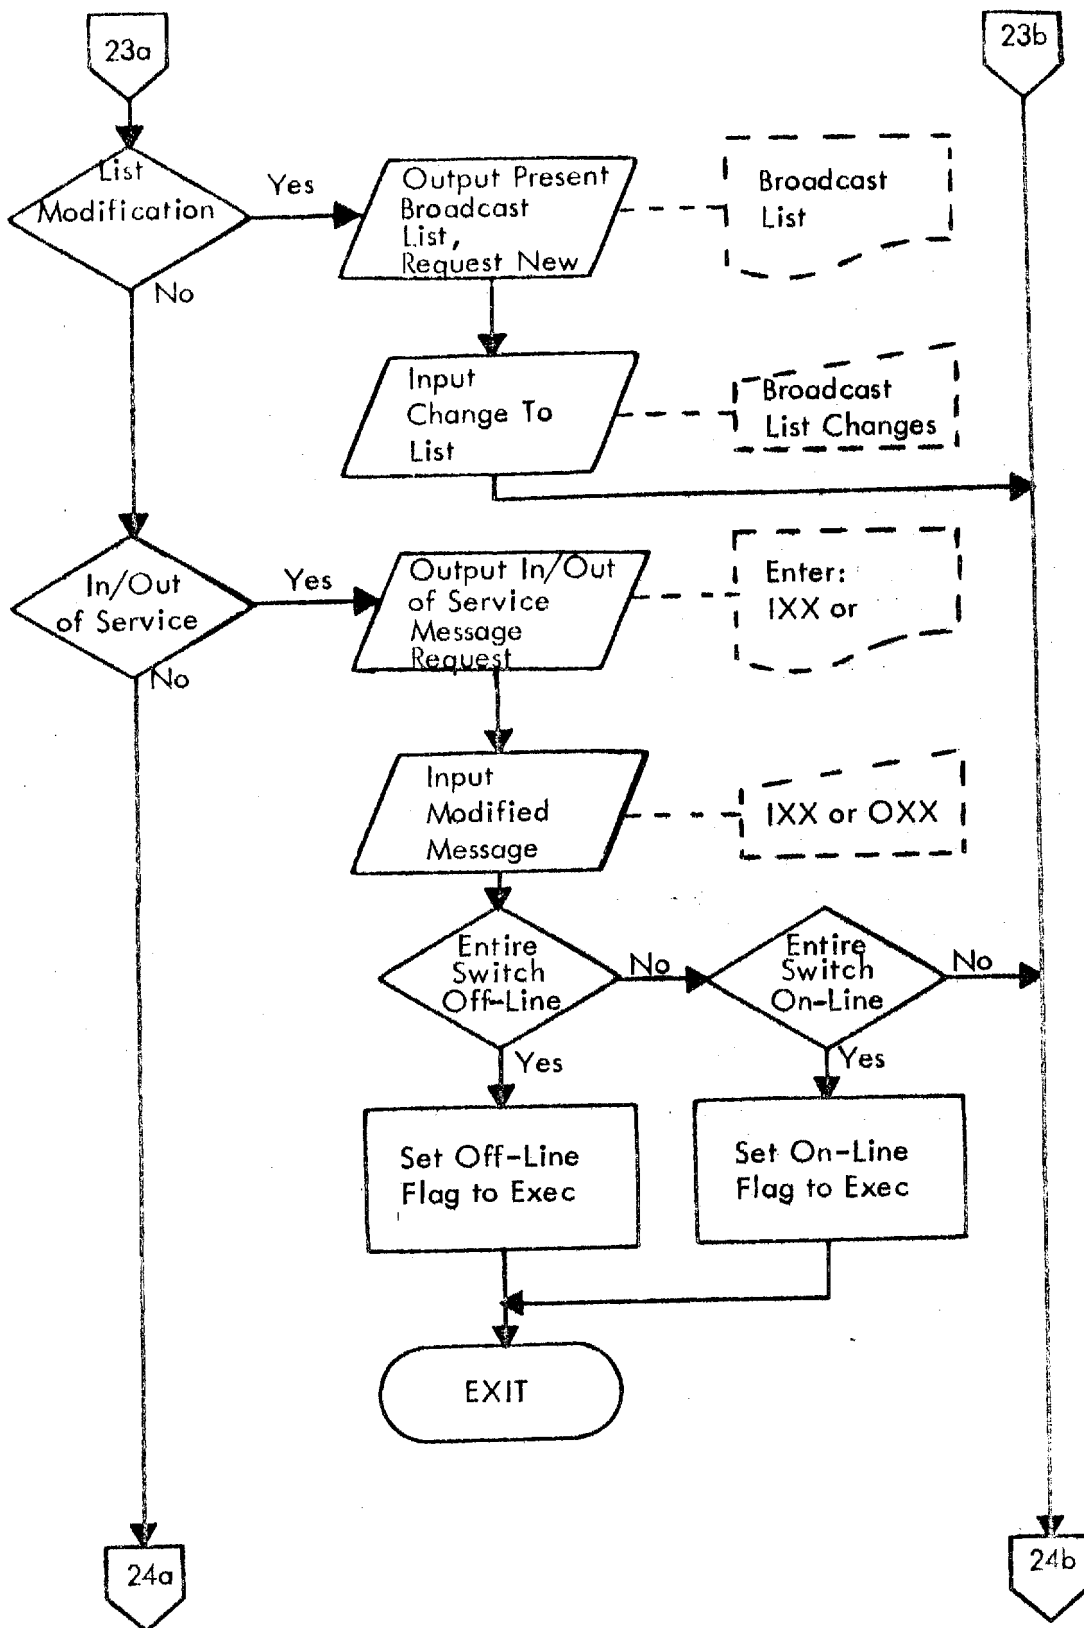 23a
23b
List
Modification
Yes
No
Output Present
Broadcast
List,
Request New
Broadcast
List
Input
Change To
List
Broadcast
List Changes
In/Out
of Service
Yes
No
Output In/Out
of Service
Message
Request
Enter:
IXX or
Input
Modified
Message
IXX or OXX
Entire
Switch
Off-Line
No
Yes
Entire
Switch
On-Line
No
Yes
Set Off-Line
Flag to Exec
Set On-Line
Flag to Exec
EXIT
24a
24b